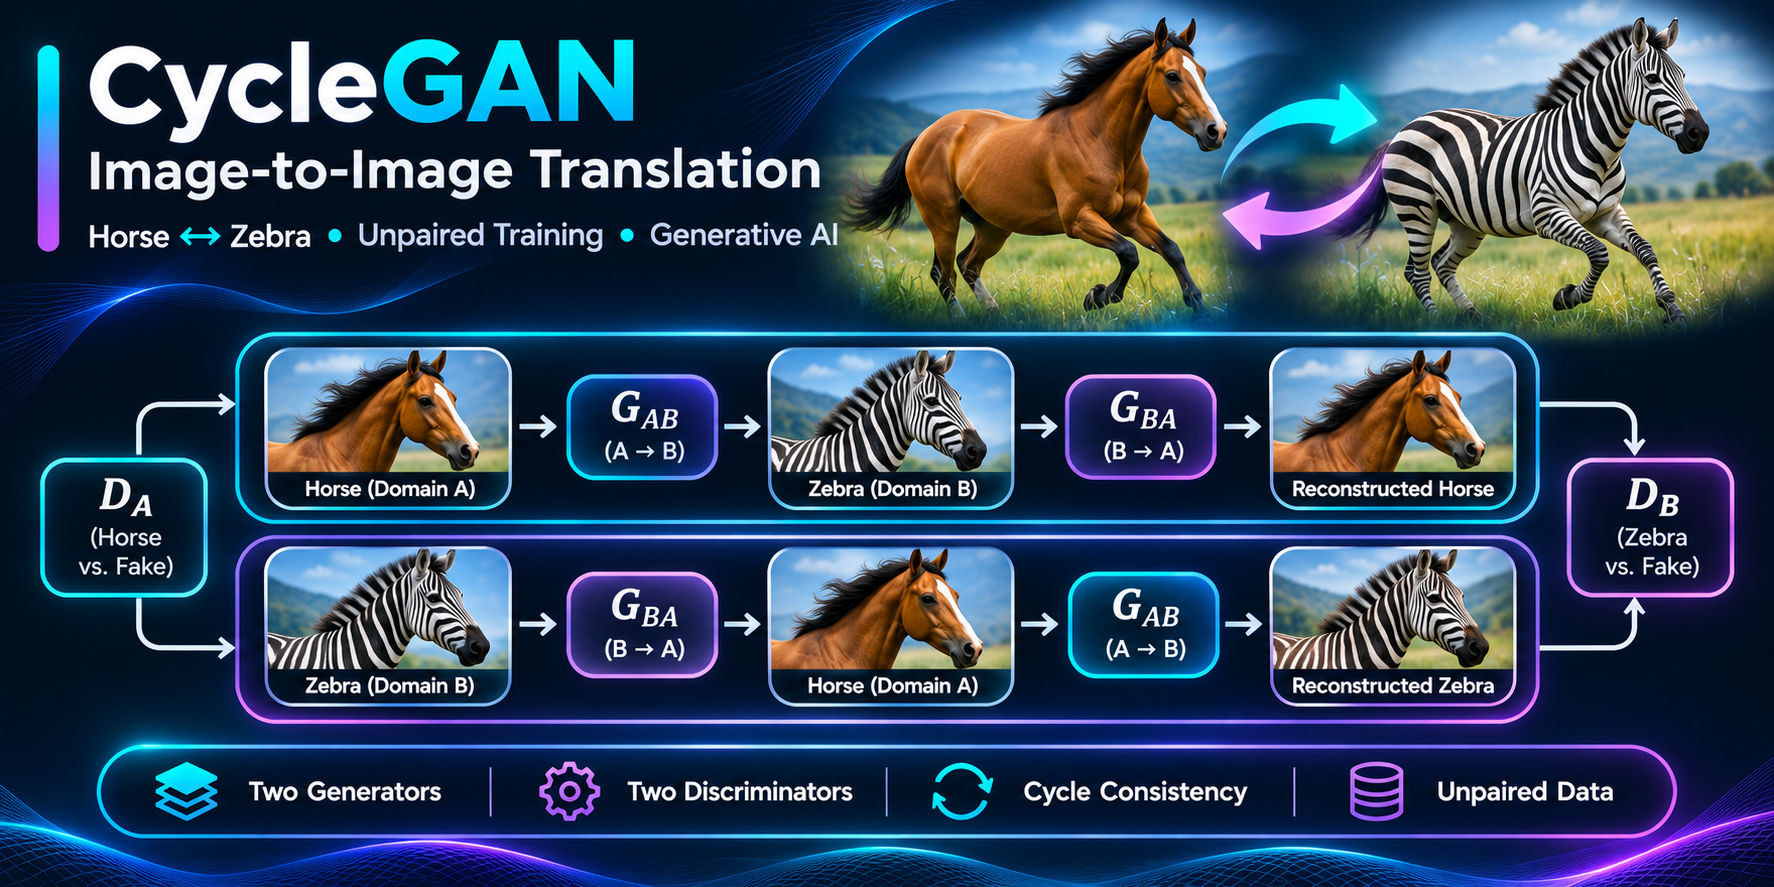 CycleGAN
Image-to-Image Translation
Horse ↔ Zebra • Unpaired Training • Generative AI
D_A
(Horse
vs. Fake)
Horse (Domain A)
G_AB
(A → B)
Zebra (Domain B)
G_BA
(B → A)
Reconstructed Horse
Zebra (Domain B)
G_BA
(B → A)
Horse (Domain A)
G_AB
(A → B)
Reconstructed Zebra
D_B
(Zebra
vs. Fake)
Two Generators
Two Discriminators
Cycle Consistency
Unpaired Data